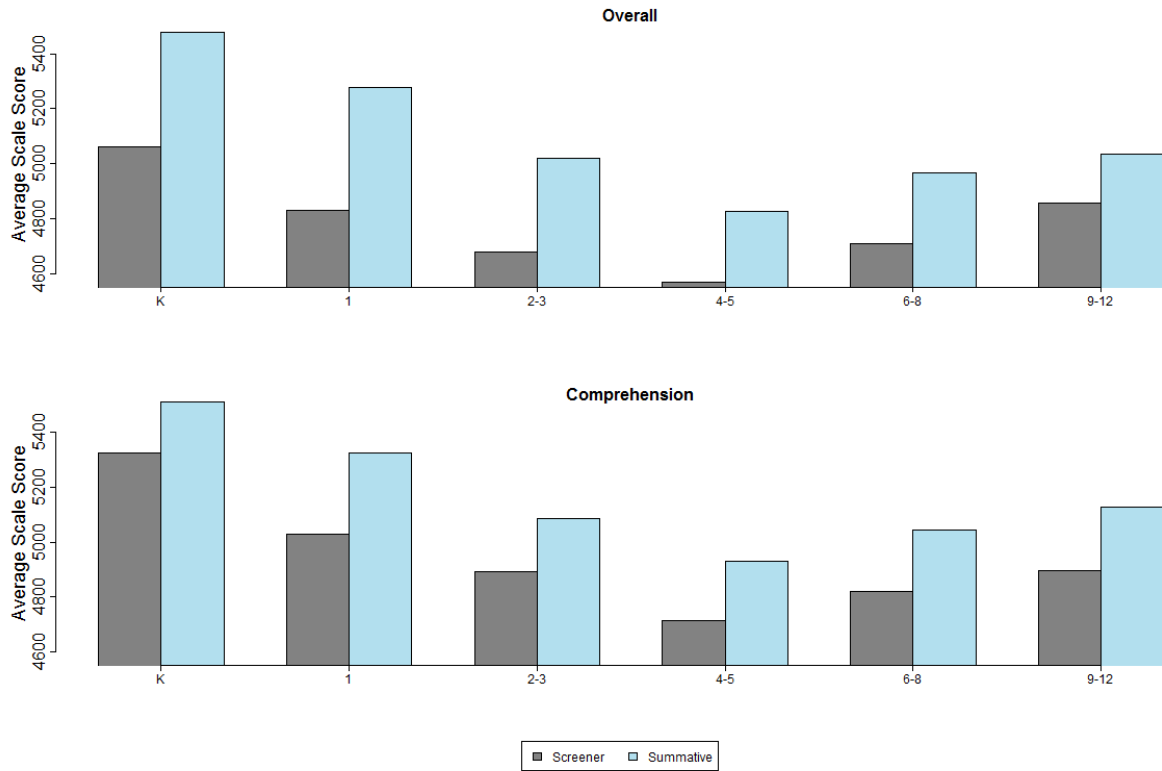 Overall
Average Scale Score
5400
5200
5000
4800
4600
K 1 2-3 4-5 6-8 9-12
Comprehension
Average Scale Score
5400
5200
5000
4800
4600
K 1 2-3 4-5 6-8 9-12
Screener Summative